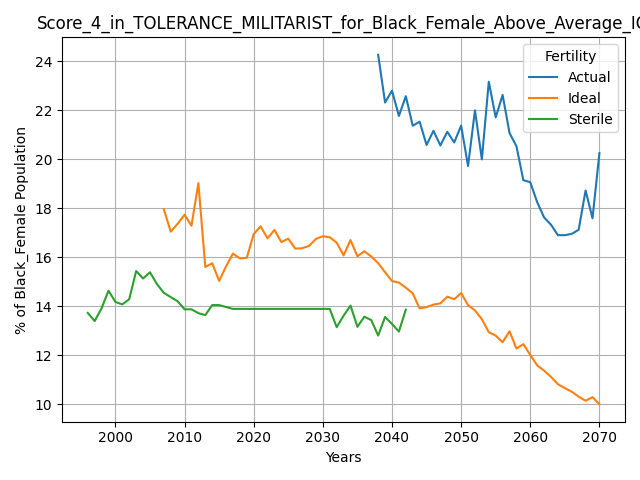 Score_4_in_TOLERANCE_MILITARIST_for_Black_Female_Above_Average_IQ
Fertility
Actual
Ideal
Sterile
% of Black_Female Population
24
22
20
18
16
14
12
10
2000
2010
2020
2030
2040
2050
2060
2070
Years